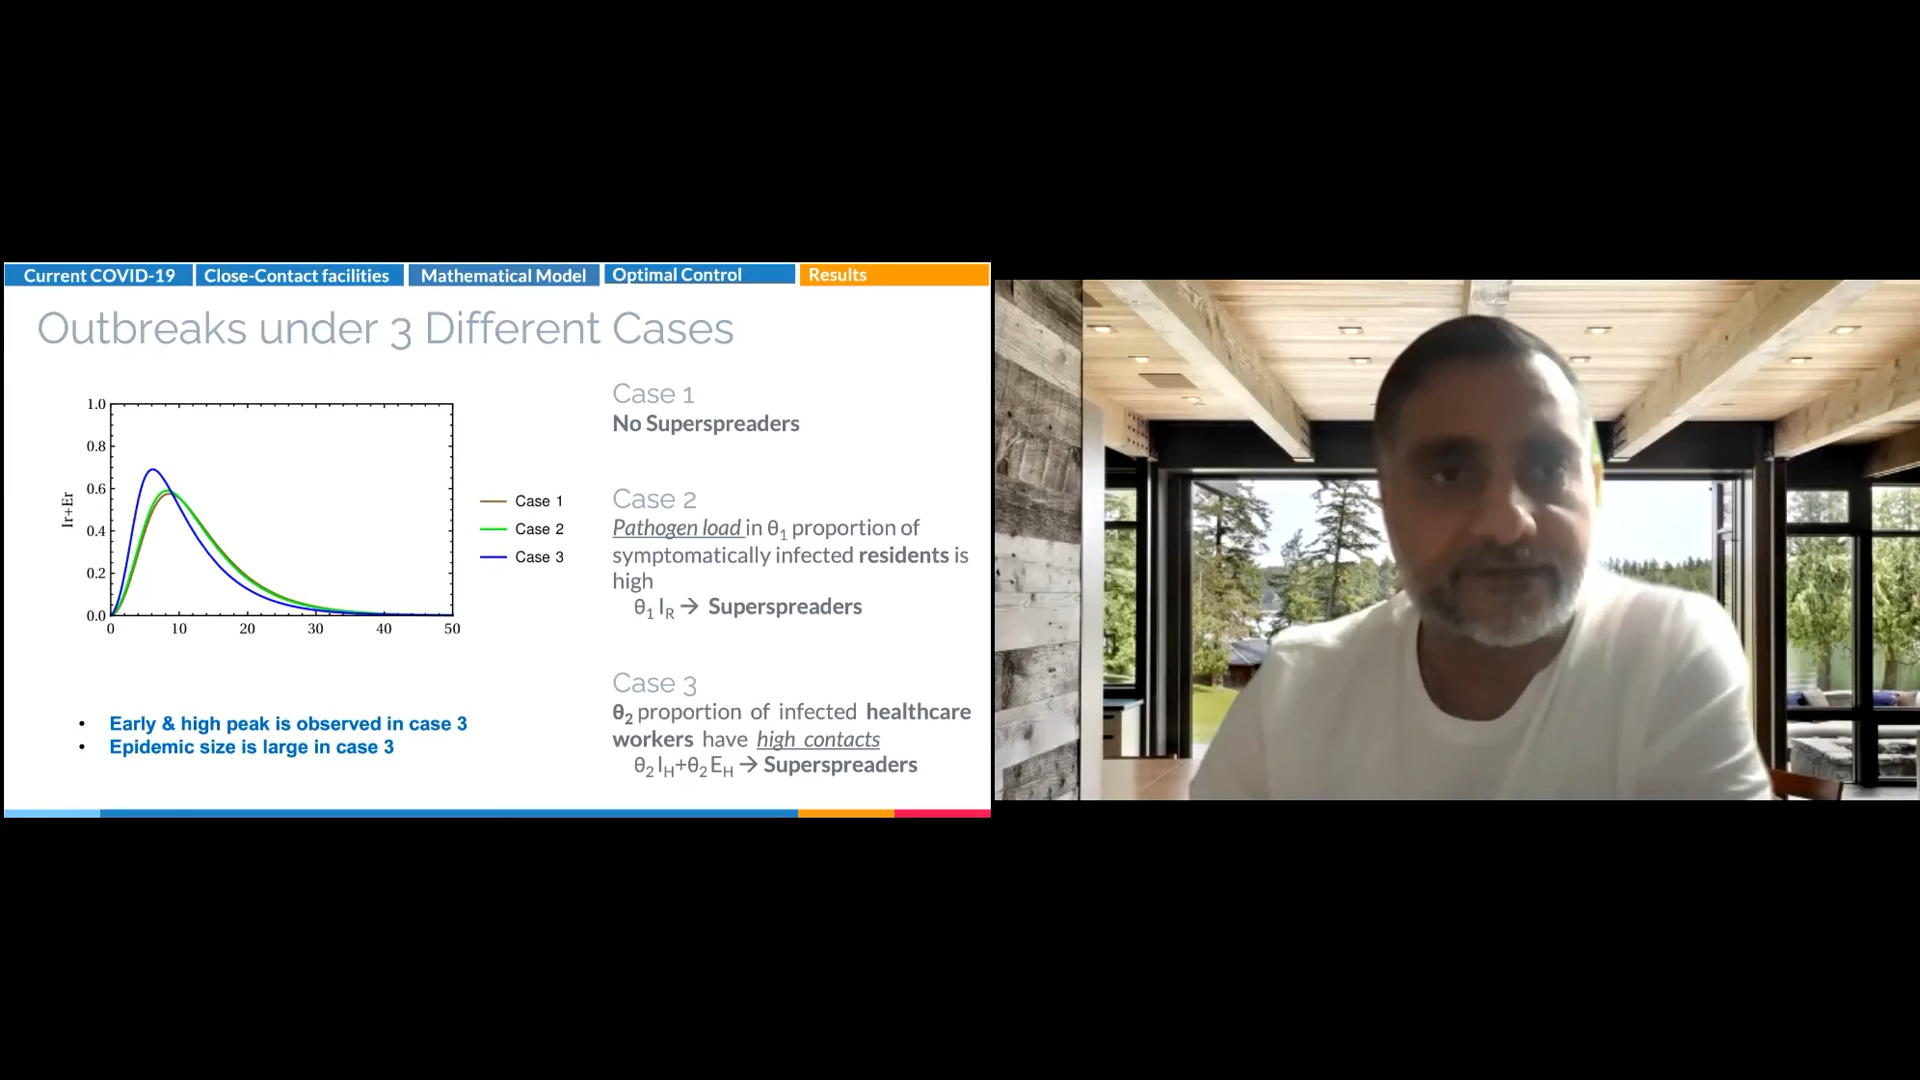 Current COVID-19
Close-Contact facilities
Mathematical Model
Optimal Control
Results
Outbreaks under 3 Different Cases
1.0
0.8
0.6
0.4
0.2
0.0
Ir+Er
0 10 20 30 40 50
Case 1
Case 2
Case 3
• Early & high peak is observed in case 3
• Epidemic size is large in case 3
Case 1
No Superspreaders
Case 2
Pathogen load in θ₁ proportion of
symptomatically infected residents is
high
θ₁ I_R → Superspreaders
Case 3
θ₂ proportion of infected healthcare
workers have high contacts
θ₂ I_H+θ₂ E_H → Superspreaders